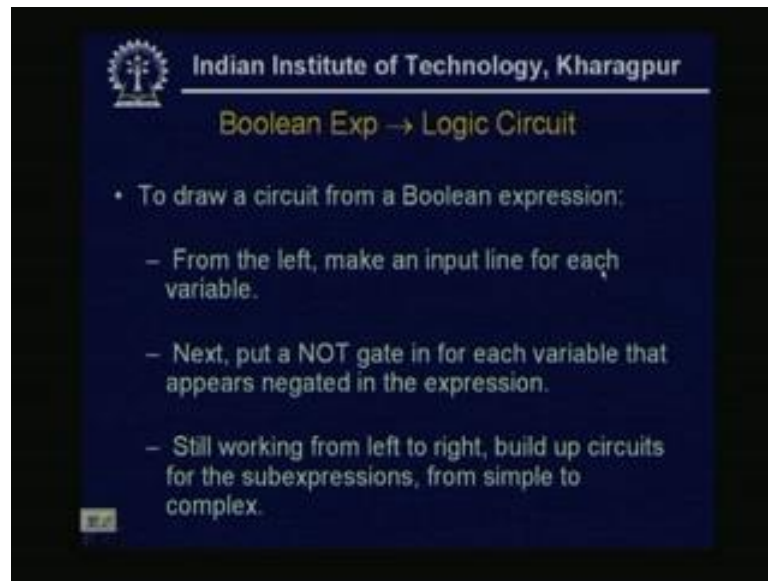 Indian Institute of Technology, Kharagpur
Boolean Exp → Logic Circuit
• To draw a circuit from a Boolean expression:
– From the left, make an input line for each
variable.
– Next, put a NOT gate in for each variable that
appears negated in the expression.
– Still working from left to right, build up circuits
for the subexpressions, from simple to
complex.